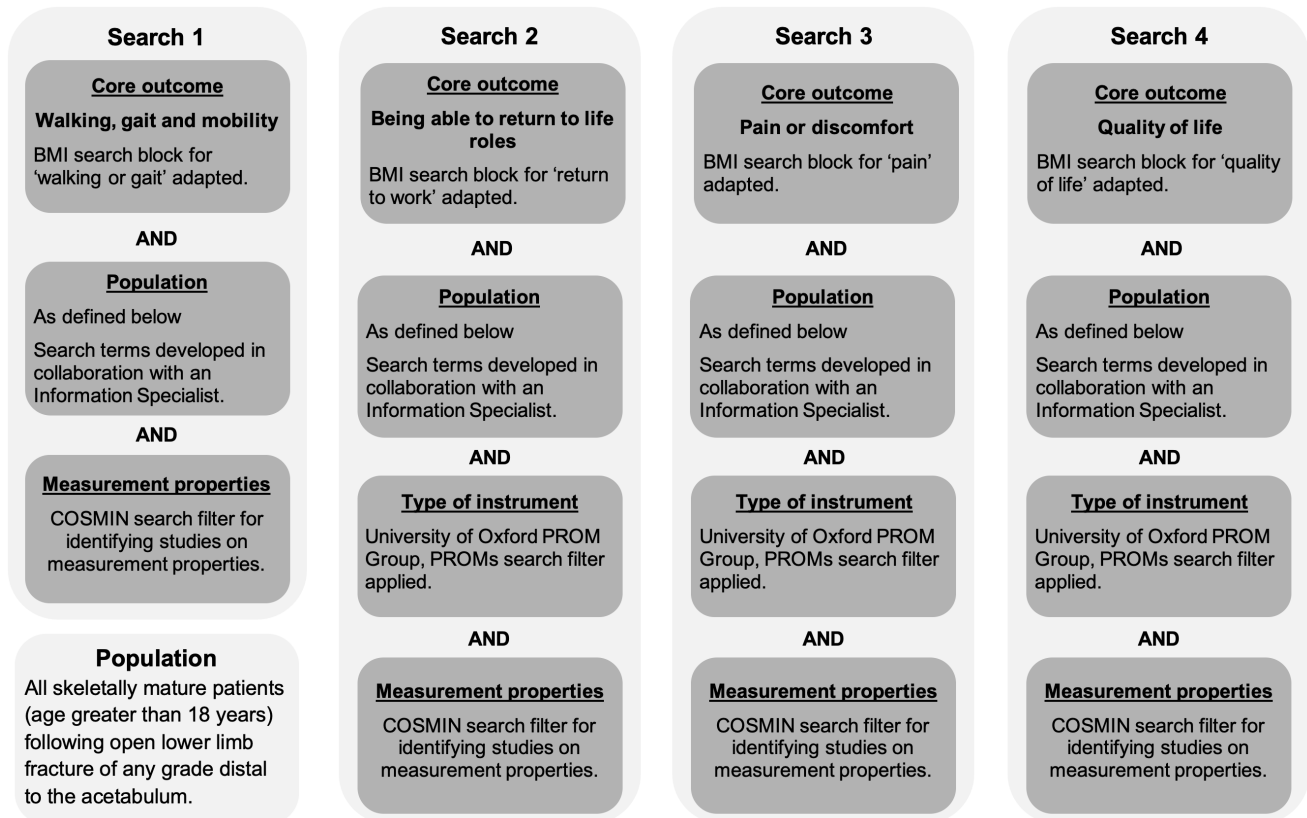 Search 1
Core outcome
Walking, gait and mobility
BMI search block for
‘walking or gait’ adapted.
AND
Population
As defined below
Search terms developed in
collaboration with an
Information Specialist.
AND
Measurement properties
COSMIN search filter for
identifying studies on
measurement properties.
Population
All skeletally mature patients
(age greater than 18 years)
following open lower limb
fracture of any grade distal
to the acetabulum.
Search 2
Core outcome
Being able to return to life
roles
BMI search block for ‘return
to work’ adapted.
AND
Population
As defined below
Search terms developed in
collaboration with an
Information Specialist.
AND
Type of instrument
University of Oxford PROM
Group, PROMs search filter
applied.
AND
Measurement properties
COSMIN search filter for
identifying studies on
measurement properties.
Search 3
Core outcome
Pain or discomfort
BMI search block for ‘pain’
adapted.
AND
Population
As defined below
Search terms developed in
collaboration with an
Information Specialist.
AND
Type of instrument
University of Oxford PROM
Group, PROMs search filter
applied.
AND
Measurement properties
COSMIN search filter for
identifying studies on
measurement properties.
Search 4
Core outcome
Quality of life
BMI search block for ‘quality
of life’ adapted.
AND
Population
As defined below
Search terms developed in
collaboration with an
Information Specialist.
AND
Type of instrument
University of Oxford PROM
Group, PROMs search filter
applied.
AND
Measurement properties
COSMIN search filter for
identifying studies on
measurement properties.